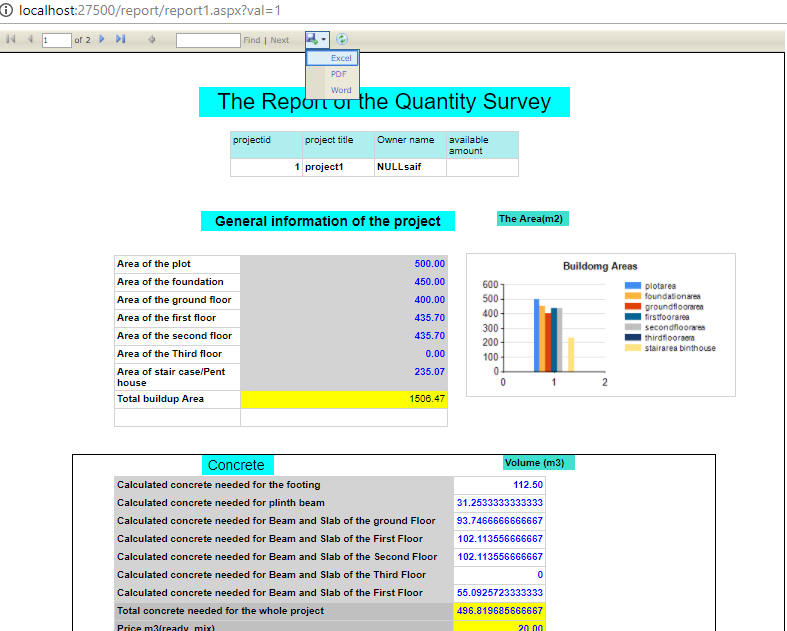 localhost:27500/report/report1.aspx?val=1
1 of 2 Find | Next
Excel
PDF
Word
The Report of the Quantity Survey
projectid project title Owner name available amount
1 project1 NULLsaif
General information of the project
The Area(m2)
Area of the plot 500.00
Area of the foundation 450.00
Area of the ground floor 400.00
Area of the first floor 435.70
Area of the second floor 435.70
Area of the Third floor 0.00
Area of stair case/Pent house 235.07
Total buildup Area 1506.47
Buildomg Areas
600
500
400
300
200
100
0
0 1 2
plotarea
foundationarea
groundfloorarea
firstfoorarea
secondfloorarea
thirdflooraera
stairarea binthouse
Concrete
Volume (m3)
Calculated concrete needed for the footing 112.50
Calculated concrete needed for plinth beam 31.2533333333333
Calculated concrete needed for Beam and Slab of the ground Floor 93.7466666666667
Calculated concrete needed for Beam and Slab of the First Floor 102.113556666667
Calculated concrete needed for Beam and Slab of the Second Floor 102.113556666667
Calculated concrete needed for Beam and Slab of the Third Floor 0
Calculated concrete needed for Beam and Slab of the First Floor 55.0925723333333
Total concrete needed for the whole project 496.819685666667
Price m3(ready mix) 20.00